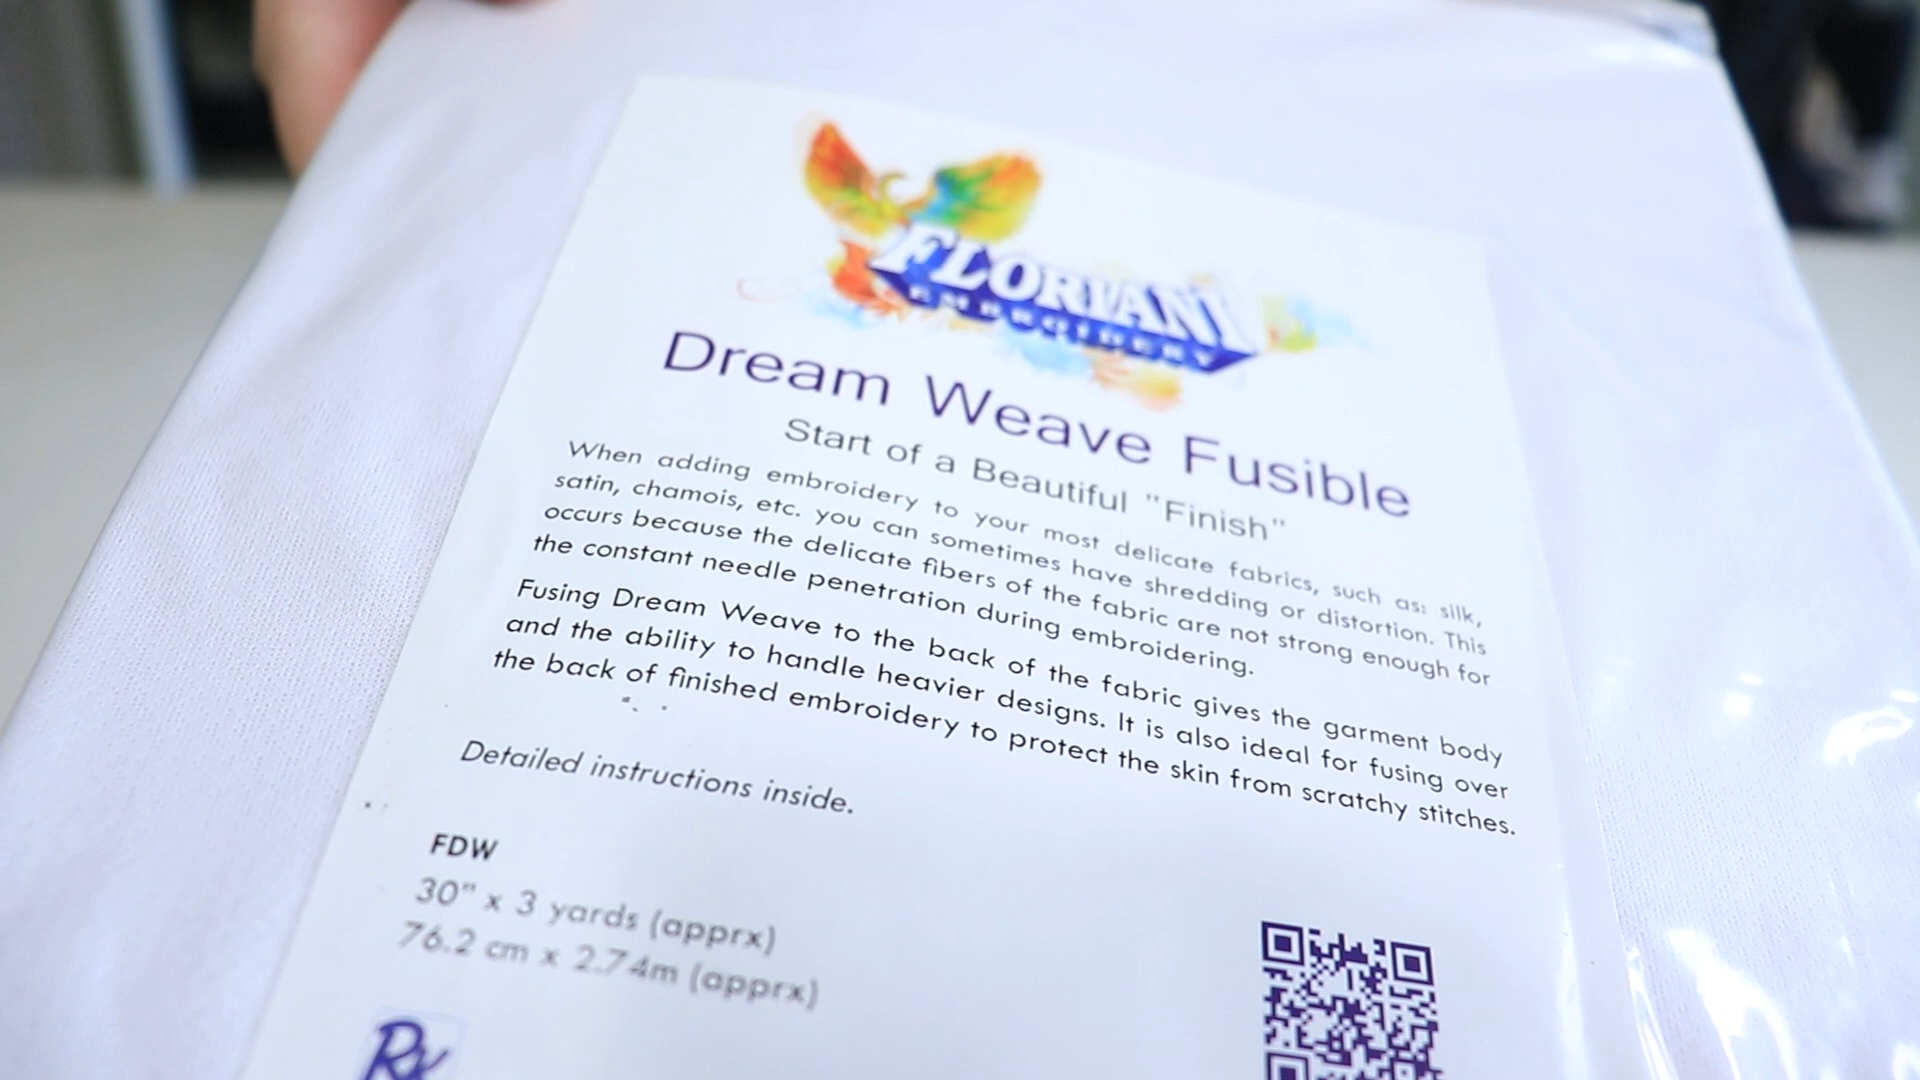 FLORIANI
EMBROIDERY
Dream Weave Fusible
Start of a Beautiful "Finish"
When adding embroidery to your most delicate fabrics, such as: silk,
satin, chamois, etc. you can sometimes have shredding or distortion. This
occurs because the delicate fibers of the fabric are not strong enough for
the constant needle penetration during embroidering.
Fusing Dream Weave to the back of the fabric gives the garment body
and the ability to handle heavier designs. It is also ideal for fusing over
the back of finished embroidery to protect the skin from scratchy stitches.
Detailed instructions inside.
FDW
30" x 3 yards (apprx)
76.2 cm x 2.74m (apprx)